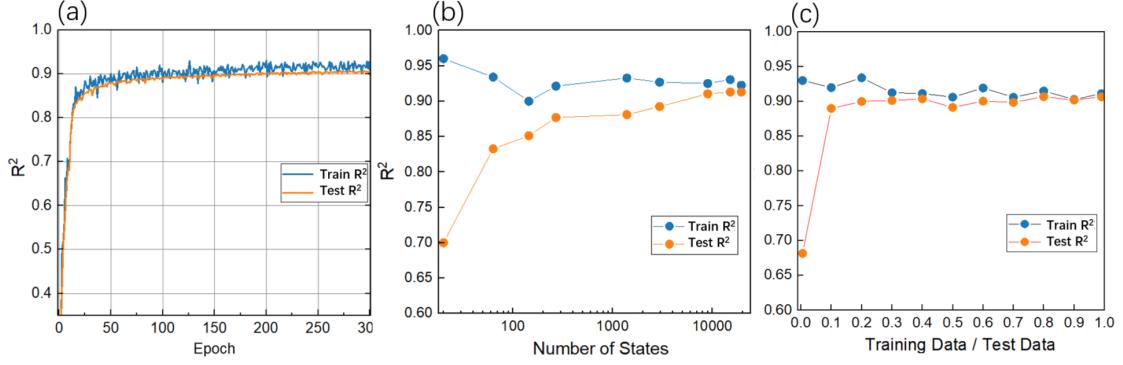 (a)
1.0
0.9
0.8
0.7
0.6
0.5
0.4
R²
Train R²
Test R²
0 50 100 150 200 250 300
Epoch
(b)
1.00
0.95
0.90
0.85
0.80
0.75
0.70
0.65
0.60
R²
Train R²
Test R²
100 1000 10000
Number of States
(c)
1.00
0.95
0.90
0.85
0.80
0.75
0.70
0.65
0.60
Train R²
Test R²
0.0 0.1 0.2 0.3 0.4 0.5 0.6 0.7 0.8 0.9 1.0
Training Data / Test Data